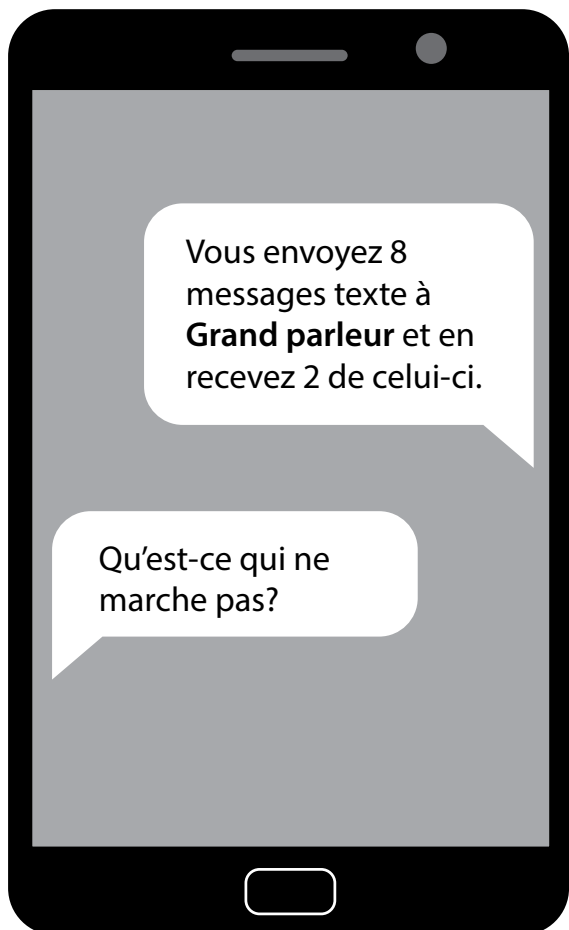 Vous envoyez 8
messages texte à
Grand parleur et en
recevez 2 de celui-ci.
Qu’est-ce qui ne
marche pas?